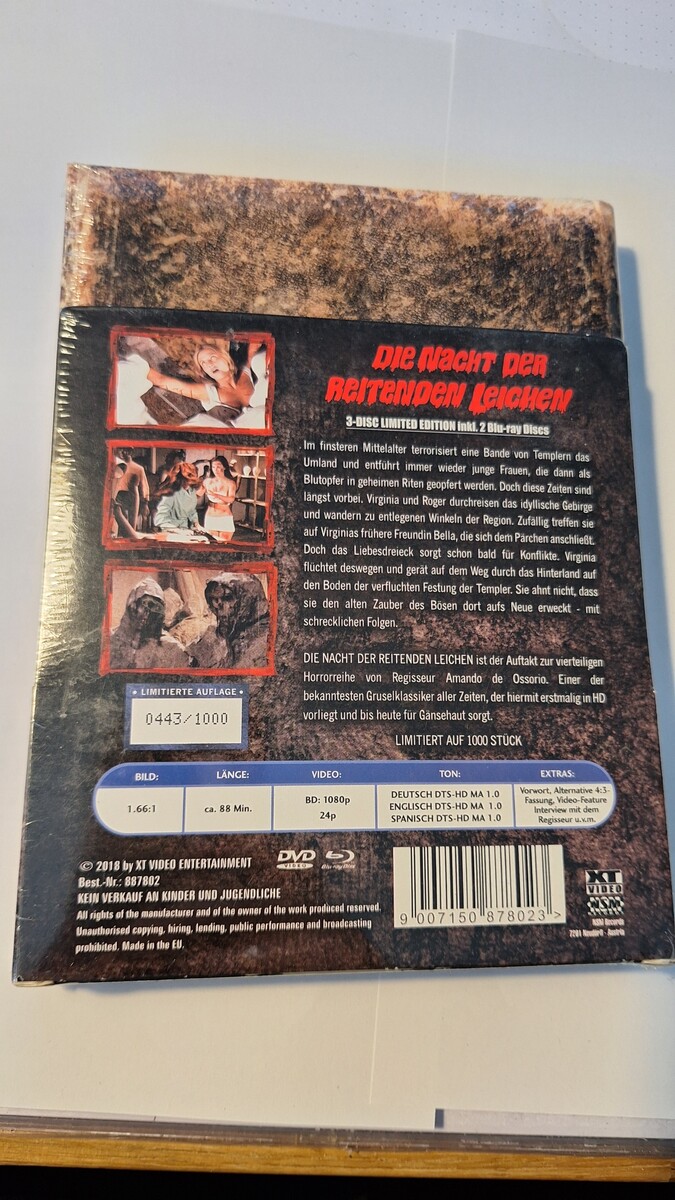 DIE NACHT DER
REITENDEN LEICHEN
3-DISC LIMITED EDITION inkl. 2 Blu-ray Discs
Im finsteren Mittelalter terrorisiert eine Bande von Templern das
Umland und entführt immer wieder junge Frauen, die dann als
Blutopfer in geheimen Riten geopfert werden. Doch diese Zeiten sind
längst vorbei. Virginia und Roger durchreisen das idyllische Gebirge
und wandern zu entlegenen Winkeln der Region. Zufällig treffen sie
auf Virginias frühere Freundin Bella, die sich dem Pärchen anschließt.
Doch das Liebesdreieck sorgt schon bald für Konflikte. Virginia
flüchtet deswegen und gerät auf dem Weg durch das Hinterland auf
den Boden der verfluchten Festung der Templer. Sie ahnt nicht, dass
sie den alten Zauber des Bösen dort aufs Neue erweckt - mit
schrecklichen Folgen.
DIE NACHT DER REITENDEN LEICHEN ist der Auftakt zur vierteiligen
Horrorreihe von Regisseur Amando de Ossorio. Einer der
bekanntesten Gruselklassiker aller Zeiten, der hiermit erstmalig in HD
vorliegt und bis heute für Gänsehaut sorgt.
LIMITIERT AUF 1000 STÜCK
• LIMITIERTE AUFLAGE •
0443/1000
BILD: LÄNGE: VIDEO: TON: EXTRAS:
1.66:1
ca. 88 Min.
BD: 1080p
24p
DEUTSCH DTS-HD MA 1.0
ENGLISCH DTS-HD MA 1.0
SPANISCH DTS-HD MA 1.0
Vorwort, Alternative 4:3-
Fassung, Video-Feature
Interview mit dem
Regisseur u.v.m.
© 2018 by XT VIDEO ENTERTAINMENT
Best.-Nr.: 887802
KEIN VERKAUF AN KINDER UND JUGENDLICHE
All rights of the manufacturer and of the owner of the work produced reserved.
Unauthorised copying, hiring, lending, public performance and broadcasting
prohibited. Made in the EU.
DVD
VIDEO
Blu-ray Disc
9 007150 878023 >
XT
VIDEO
NSM
NSM Records